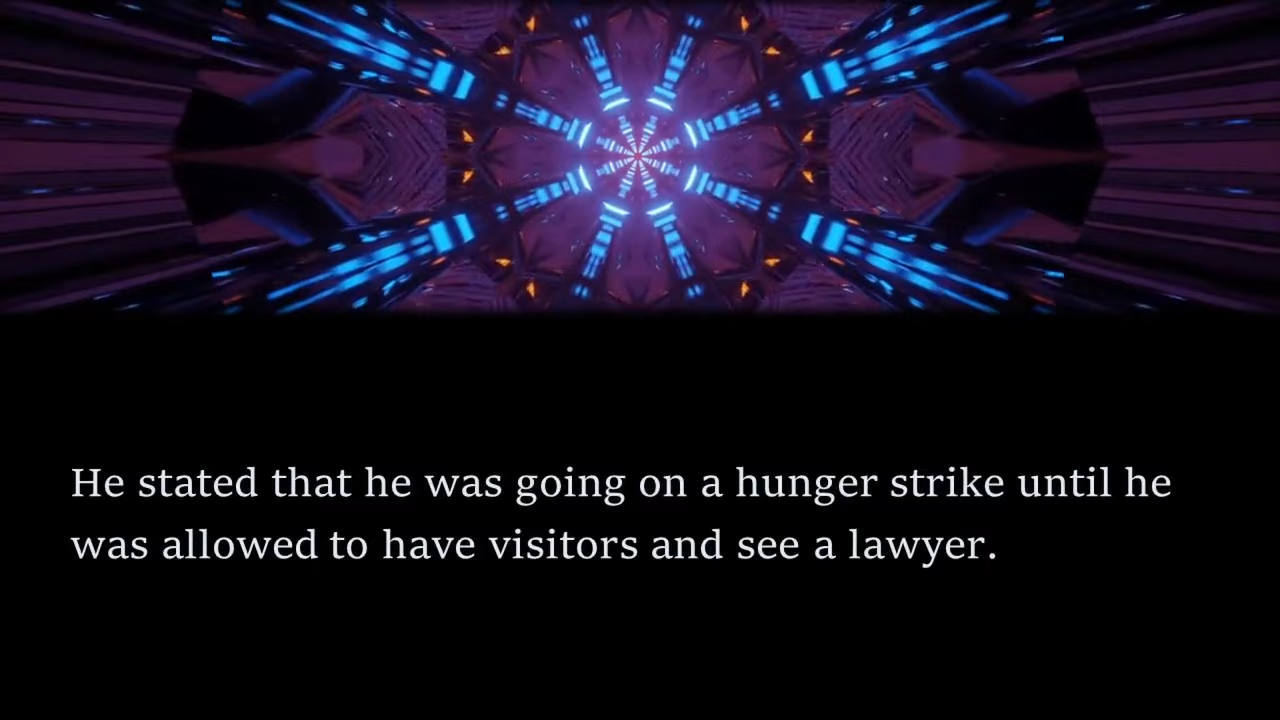 He stated that he was going on a hunger strike until he
was allowed to have visitors and see a lawyer.